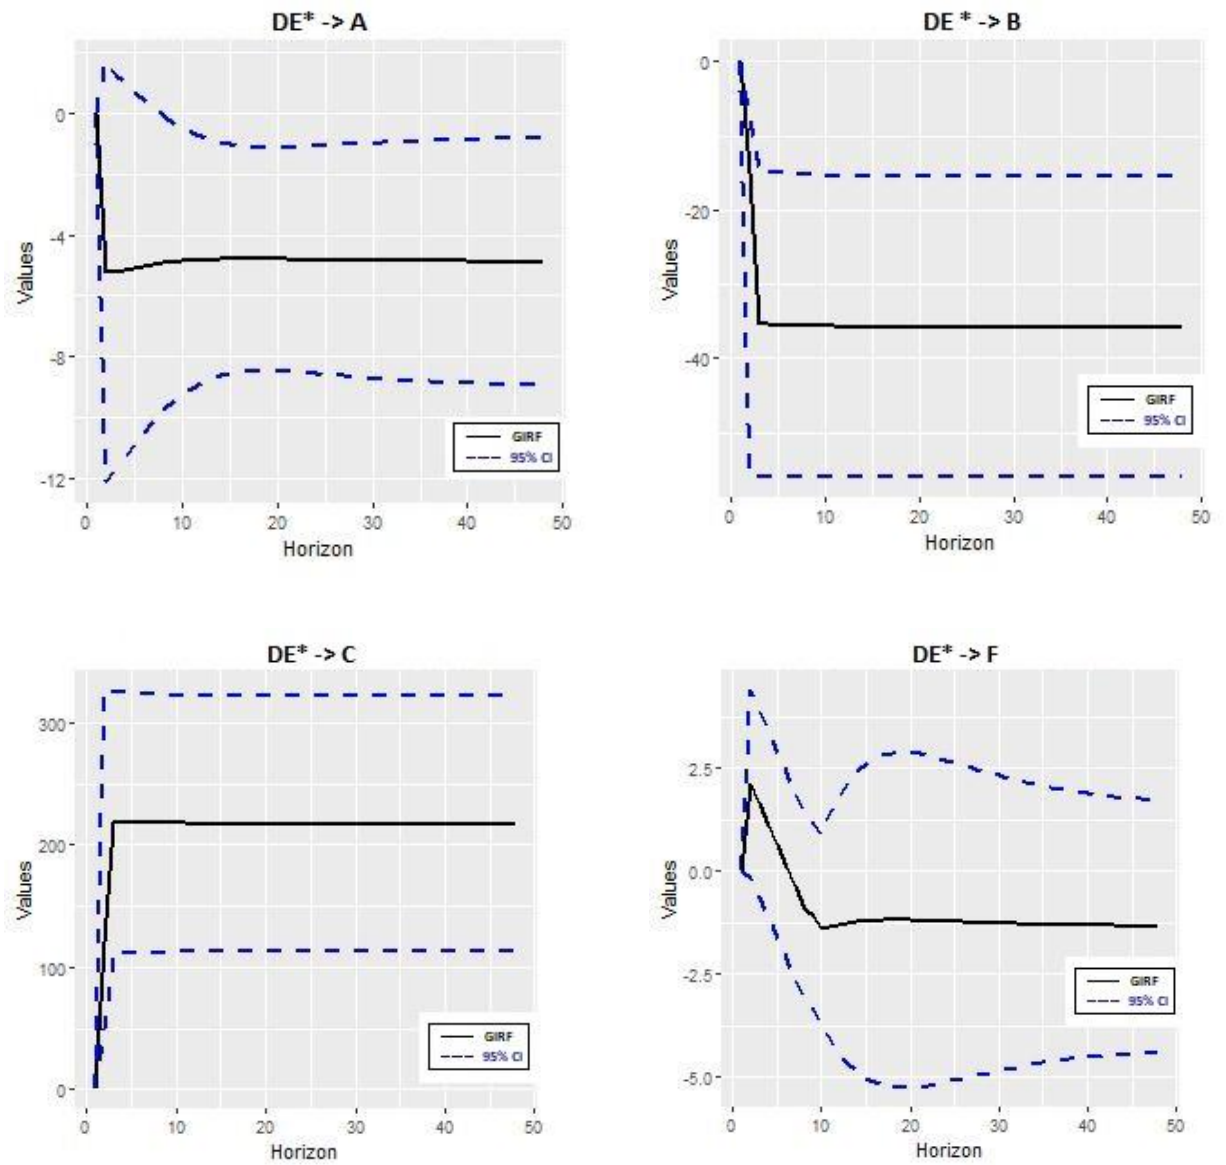 DE* -> A
0
-4
-8
-12
Values
GIRF
95% CI
0 10 20 30 40 50
Horizon
DE * -> B
0
-20
-40
Values
GIRF
95% CI
0 10 20 30 40 50
Horizon
DE* -> C
300
200
100
0
Values
GIRF
95% CI
0 10 20 30 40 50
Horizon
DE* -> F
2.5
0.0
-2.5
-5.0
Values
GIRF
95% CI
0 10 20 30 40 50
Horizon